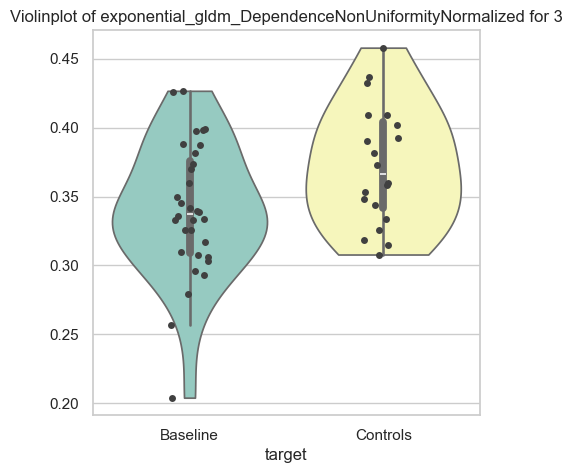 Violinplot of exponential_gldm_DependenceNonUniformityNormalized for 3
0.45
0.40
0.35
0.30
0.25
0.20
Baseline
Controls
target